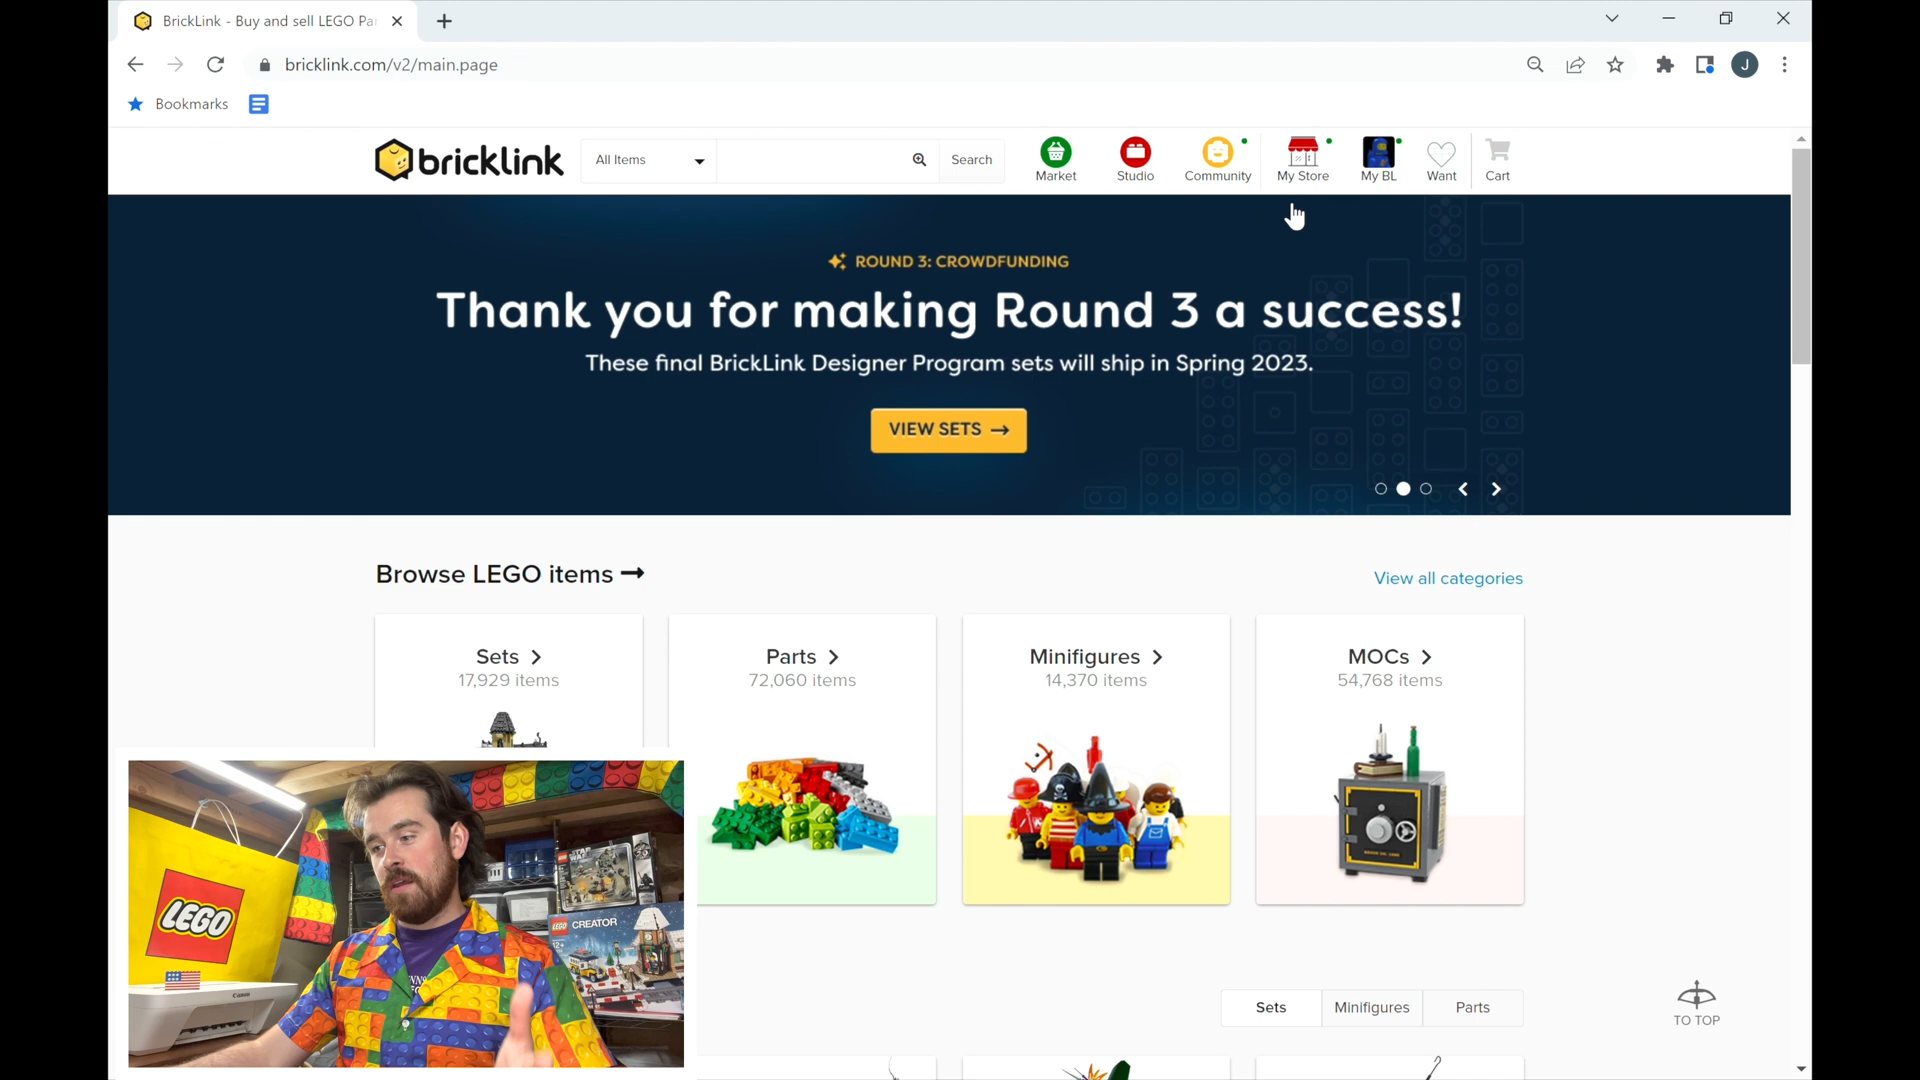 BrickLink - Buy and sell LEGO Pa
bricklink.com/v2/main.page
J
Bookmarks
bricklink
All Items
Search
Market
Studio
Community
My Store
My BL
Want
Cart
ROUND 3: CROWDFUNDING
Thank you for making Round 3 a success!
These final BrickLink Designer Program sets will ship in Spring 2023.
VIEW SETS →
Browse LEGO items →
View all categories
Sets >
17,929 items
Parts >
72,060 items
Minifigures >
14,370 items
MOCs >
54,768 items
LEGO
STAR WARS
LEGO CREATOR
Canon
Sets
Minifigures
Parts
TO TOP